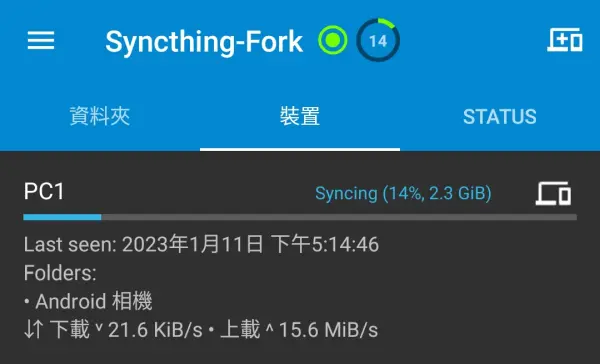 Syncthing-Fork 14
資料夾 裝置 STATUS
PC1 Syncing (14%, 2.3 GiB)
Last seen: 2023年1月11日 下午5:14:46
Folders:
• Android 相機
⇵ 下載 ˅ 21.6 KiB/s • 上載 ˄ 15.6 MiB/s